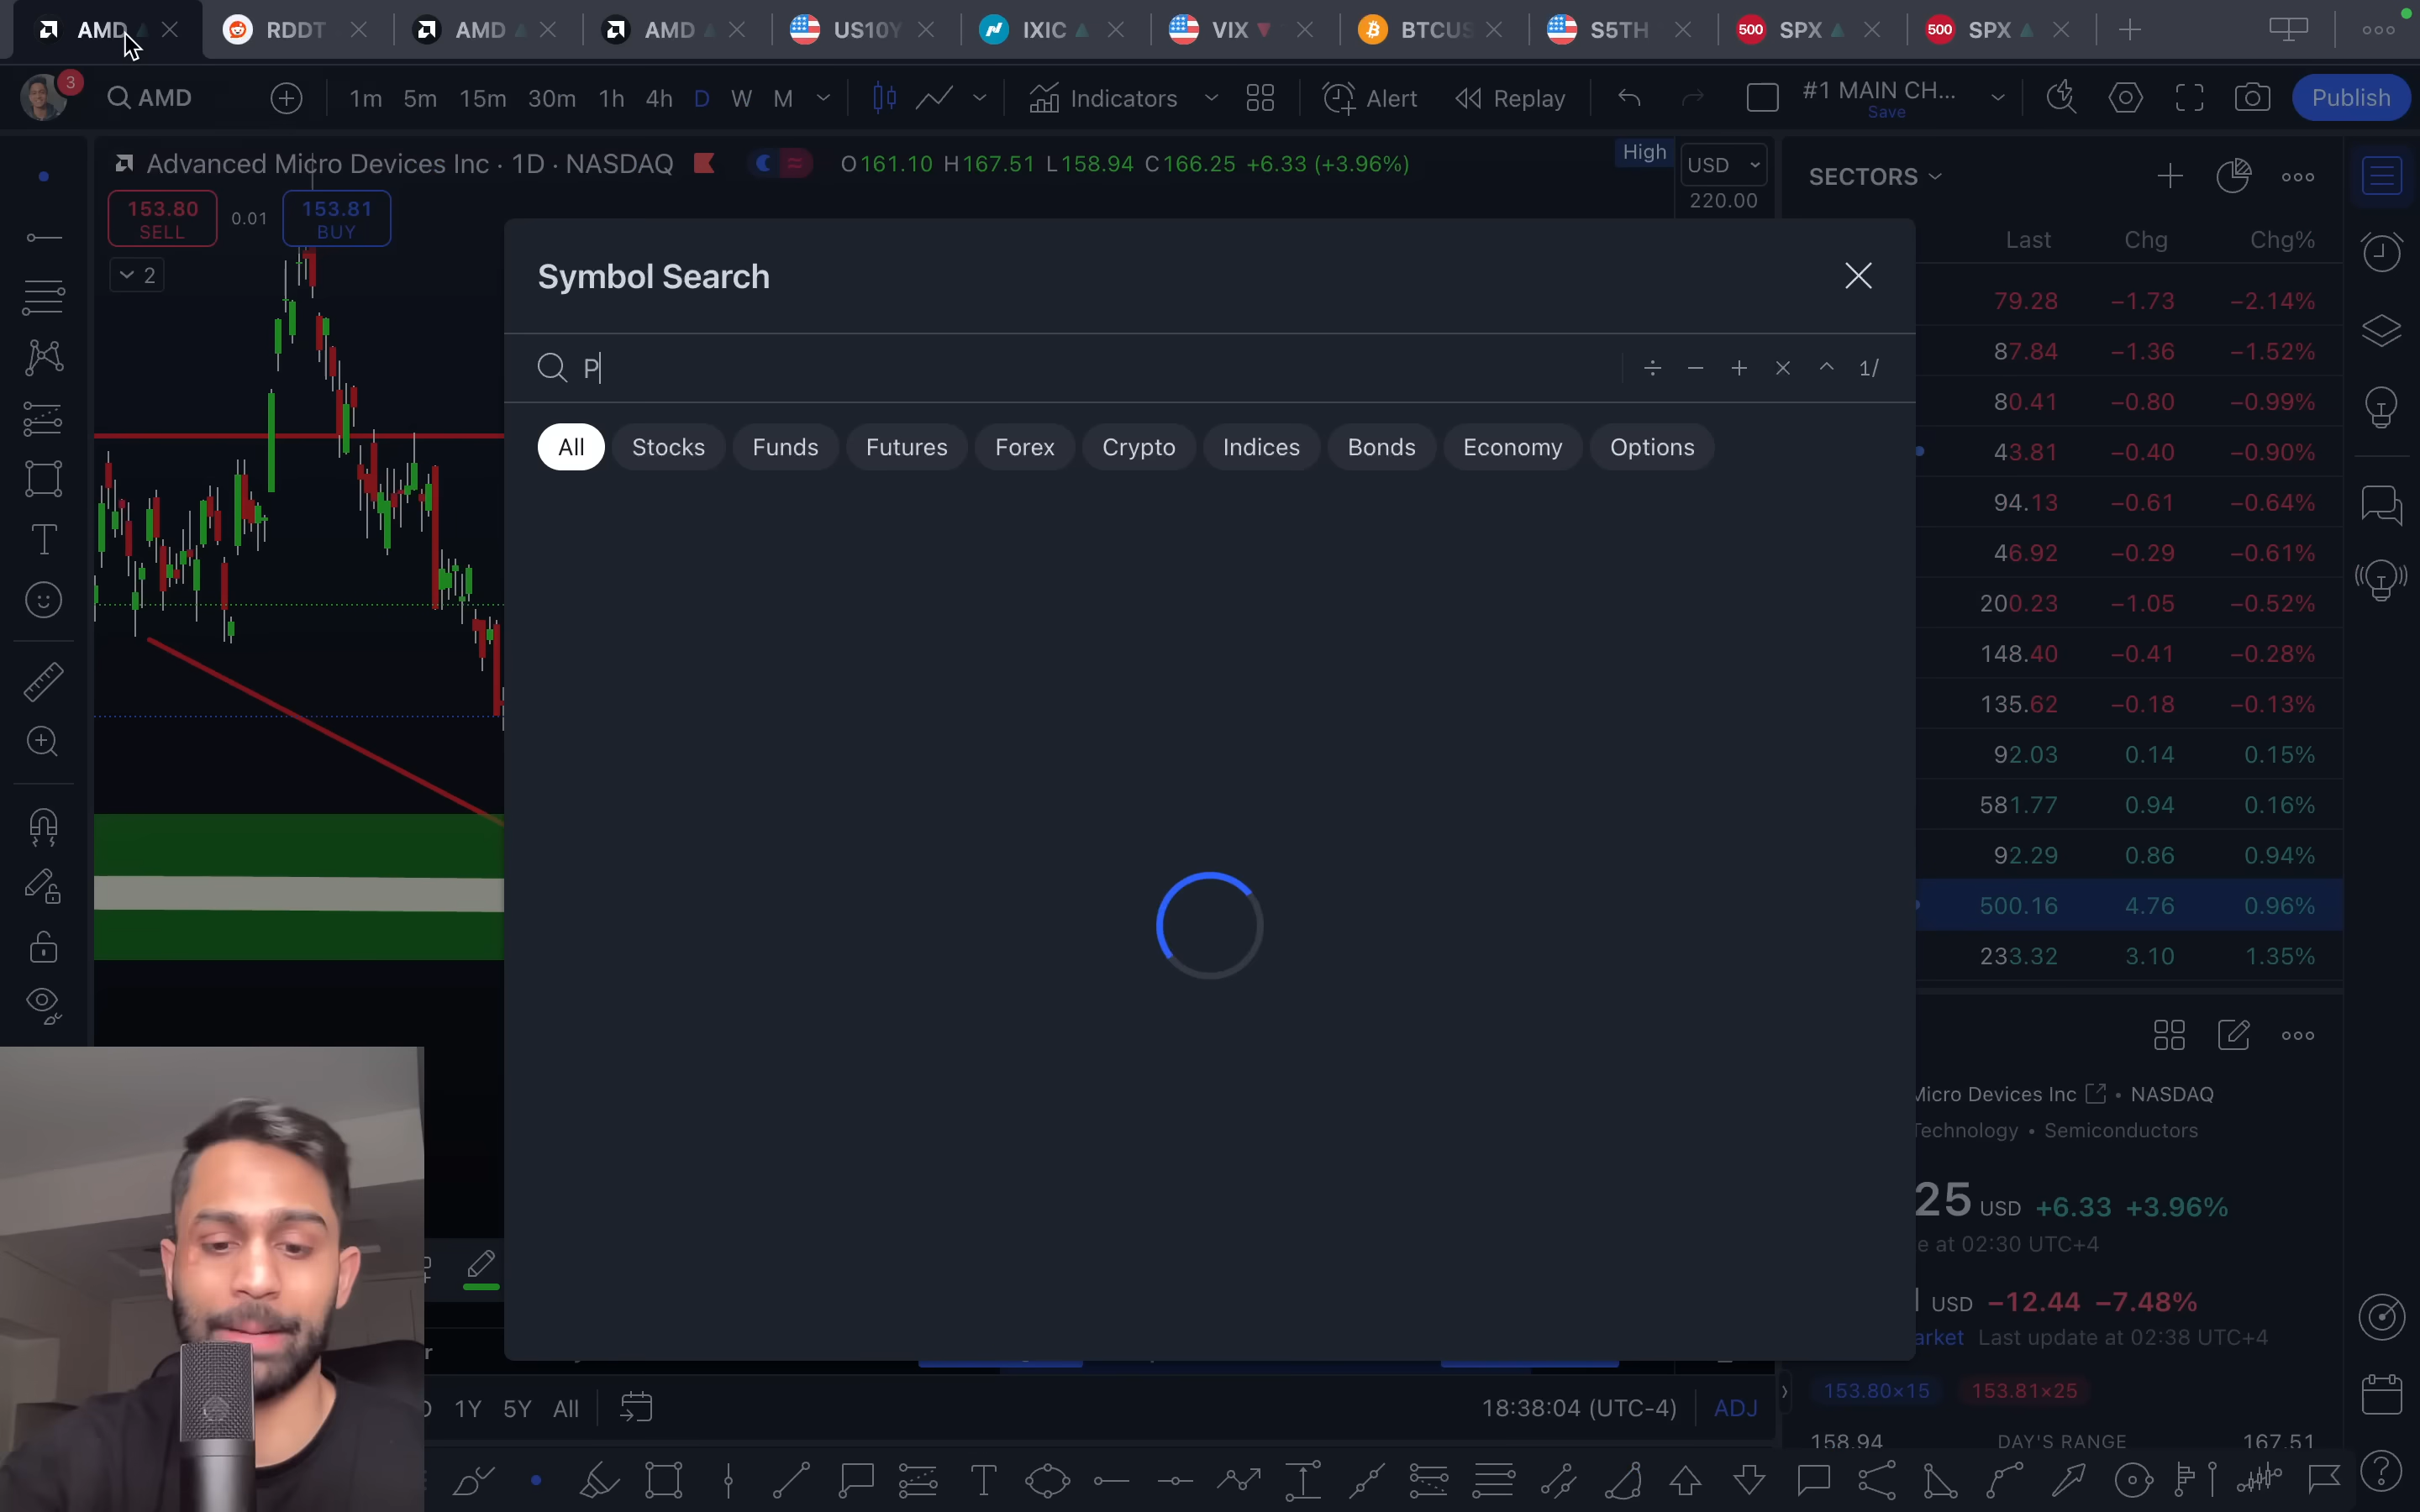 AMD
RDDT
AMD
AMD
US10Y
IXIC
VIX
BTCUS
S5TH
500 SPX
500 SPX
3
AMD
1m 5m 15m 30m 1h 4h D W M
Indicators
Alert
Replay
#1 MAIN CH...
Save
Publish
Advanced Micro Devices Inc · 1D · NASDAQ
O161.10 H167.51 L158.94 C166.25 +6.33 (+3.96%)
High
USD
220.00
153.80
SELL
0.01
153.81
BUY
2
SECTORS
Last Chg Chg%
Symbol Search
P
÷ − + × ^ 1/
All Stocks Funds Futures Forex Crypto Indices Bonds Economy Options
79.28 −1.73 −2.14%
87.84 −1.36 −1.52%
80.41 −0.80 −0.99%
43.81 −0.40 −0.90%
94.13 −0.61 −0.64%
46.92 −0.29 −0.61%
200.23 −1.05 −0.52%
148.40 −0.41 −0.28%
135.62 −0.18 −0.13%
92.03 0.14 0.15%
581.77 0.94 0.16%
92.29 0.86 0.94%
500.16 4.76 0.96%
233.32 3.10 1.35%
Micro Devices Inc • NASDAQ
Technology • Semiconductors
25 USD +6.33 +3.96%
e at 02:30 UTC+4
USD −12.44 −7.48%
arket Last update at 02:38 UTC+4
153.80×15 153.81×25
158.94 DAY'S RANGE 167.51
1Y 5Y All
18:38:04 (UTC-4) ADJ